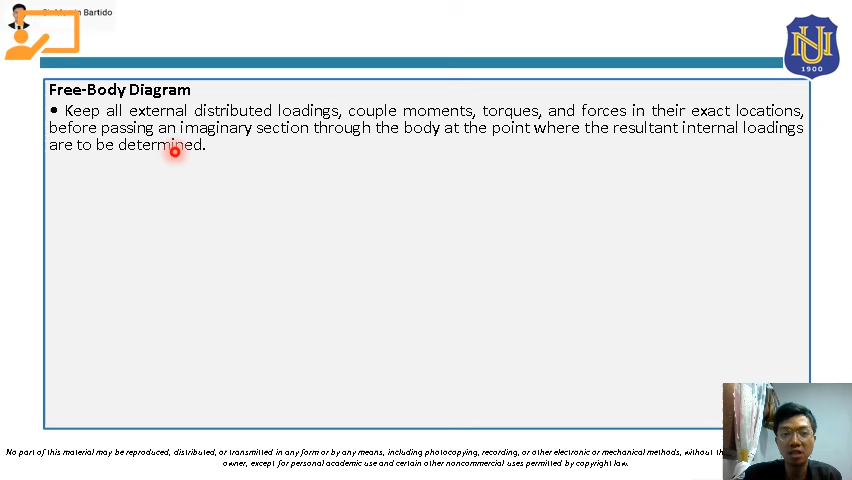 Sir Marvin Bartido
1900
Free-Body Diagram
• Keep all external distributed loadings, couple moments, torques, and forces in their exact locations,
before passing an imaginary section through the body at the point where the resultant internal loadings
are to be determined.
No part of this material may be reproduced, distributed, or transmitted in any form or by any means, including photocopying, recording, or other electronic or mechanical methods, without
owner, except for personal academic use and certain other noncommercial uses permitted by copyright law.